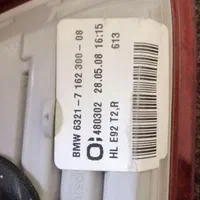 BMW 6321-7 162 300-08
480302 28.05.08 16:15
HL E92 T2,R 613